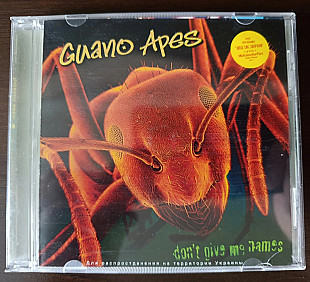 Guano Apes
don't give me names
Для распространения на территории Украины